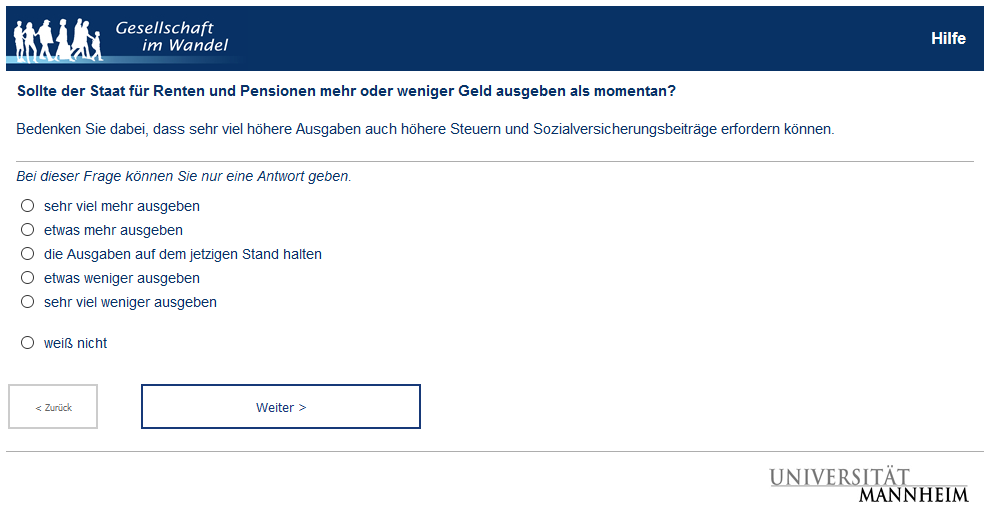 Gesellschaft
im Wandel
Hilfe
Sollte der Staat für Renten und Pensionen mehr oder weniger Geld ausgeben als momentan?
Bedenken Sie dabei, dass sehr viel höhere Ausgaben auch höhere Steuern und Sozialversicherungsbeiträge erfordern können.
Bei dieser Frage können Sie nur eine Antwort geben.
sehr viel mehr ausgeben
etwas mehr ausgeben
die Ausgaben auf dem jetzigen Stand halten
etwas weniger ausgeben
sehr viel weniger ausgeben
weiß nicht
< Zurück
Weiter >
UNIVERSITÄT
MANNHEIM